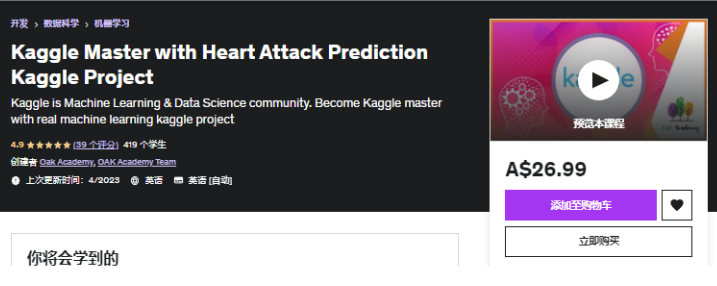 开发 > 数据科学 > 机器学习
Kaggle Master with Heart Attack Prediction
Kaggle Project
Kaggle is Machine Learning & Data Science community. Become Kaggle master
with real machine learning kaggle project
4.9 ★★★★★ (39 个评分) 419 个学生
创建者 Oak Academy, OAK Academy Team
上次更新时间：4/2023 英语 英语 [自动]
你将会学到的
kaggle
预览本课程
A$26.99
添加至购物车
立即购买